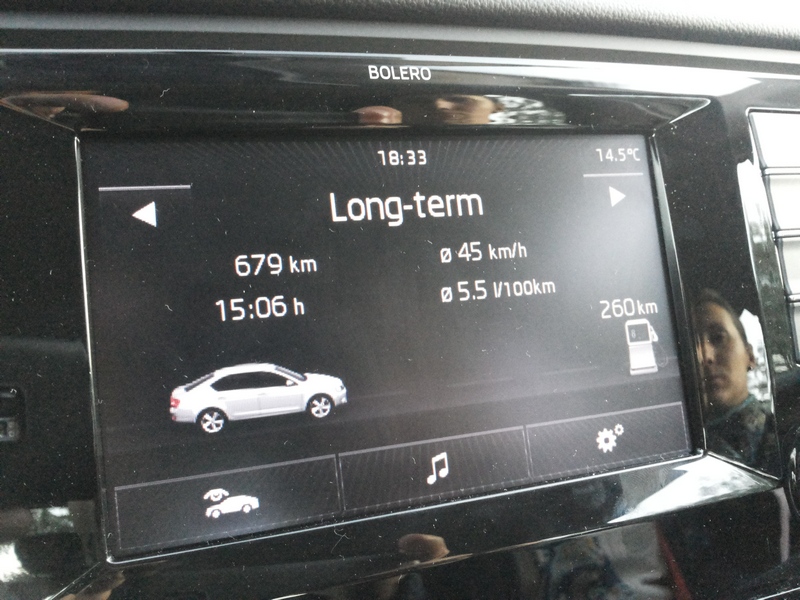 BOLERO
18:33
14.5°C
Long-term
679 km
ø 45 km/h
15:06 h
ø 5.5 l/100km
260 km